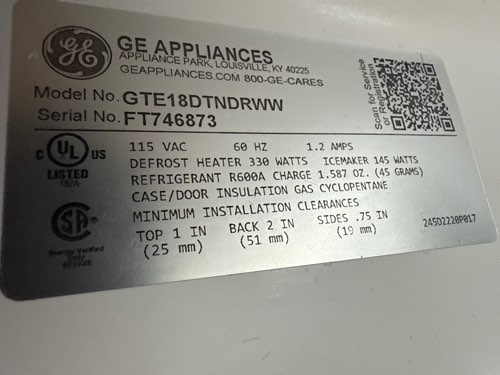 GE APPLIANCES
APPLIANCE PARK, LOUISVILLE, KY 40225
GEAPPLIANCES.COM 800-GE-CARES
Scan for Service
or Registration
Model No. GTE18DTNDRWW
Serial No. FT746873
C UL US
LISTED
115 VAC 60 HZ 1.2 AMPS
DEFROST HEATER 330 WATTS ICEMAKER 145 WATTS
REFRIGERANT R600A CHARGE 1.587 OZ. (45 GRAMS)
CASE/DOOR INSULATION GAS CYCLOPENTANE
MINIMUM INSTALLATION CLEARANCES
TOP 1 IN BACK 2 IN SIDES .75 IN
(25 mm) (51 mm) (19 mm)
245D2220P017
Energy Verified